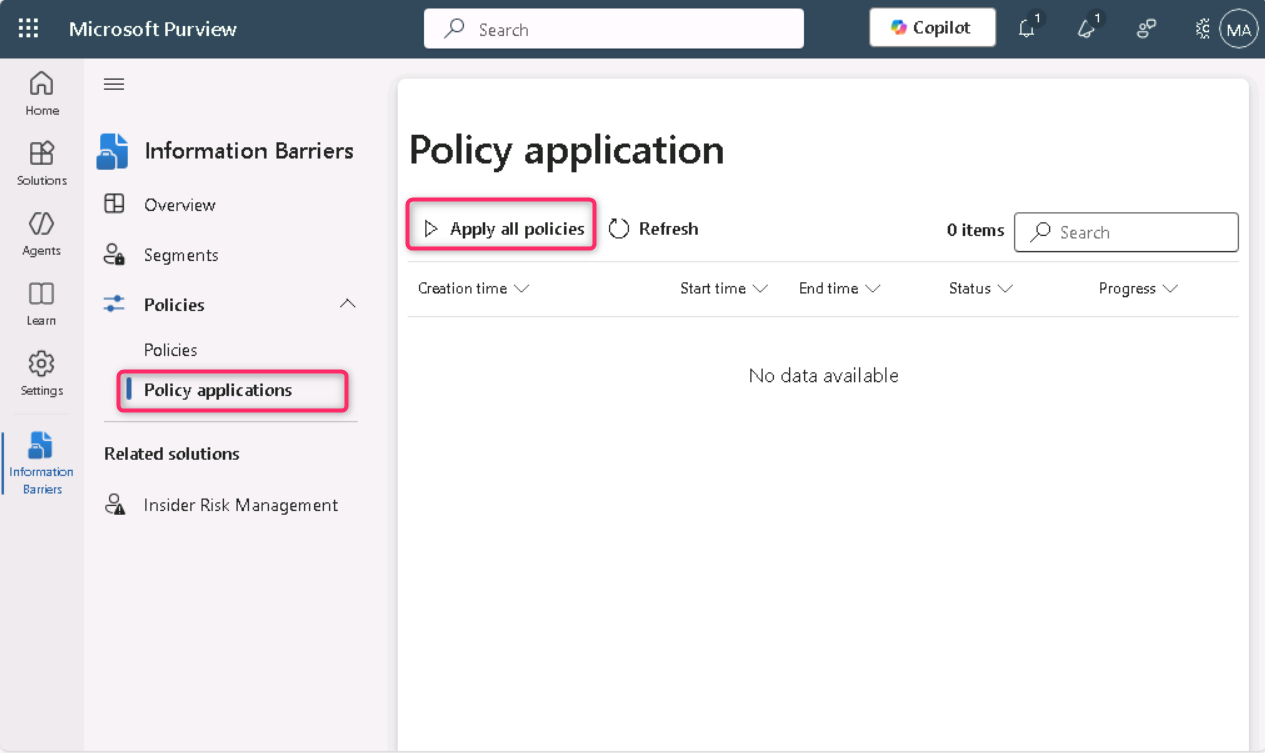 Microsoft Purview
Search
Copilot
1
1
MA
Home
Solutions
Agents
Learn
Settings
Information
Barriers
Information Barriers
Overview
Segments
Policies
Policies
Policy applications
Related solutions
Insider Risk Management
Policy application
Apply all policies
Refresh
0 items
Search
Creation time Start time End time Status Progress
No data available